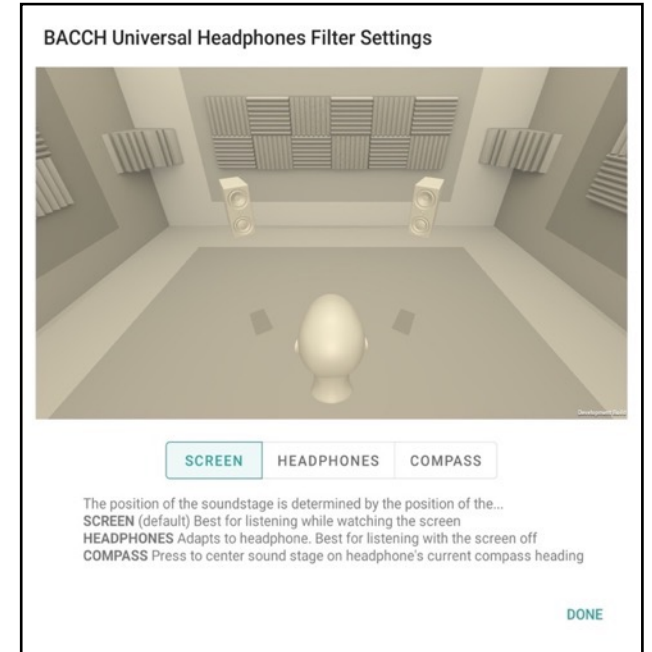 BACCH Universal Headphones Filter Settings
Development Build
SCREEN HEADPHONES COMPASS
The position of the soundstage is determined by the position of the...
SCREEN (default) Best for listening while watching the screen
HEADPHONES Adapts to headphone. Best for listening with the screen off
COMPASS Press to center sound stage on headphone's current compass heading
DONE